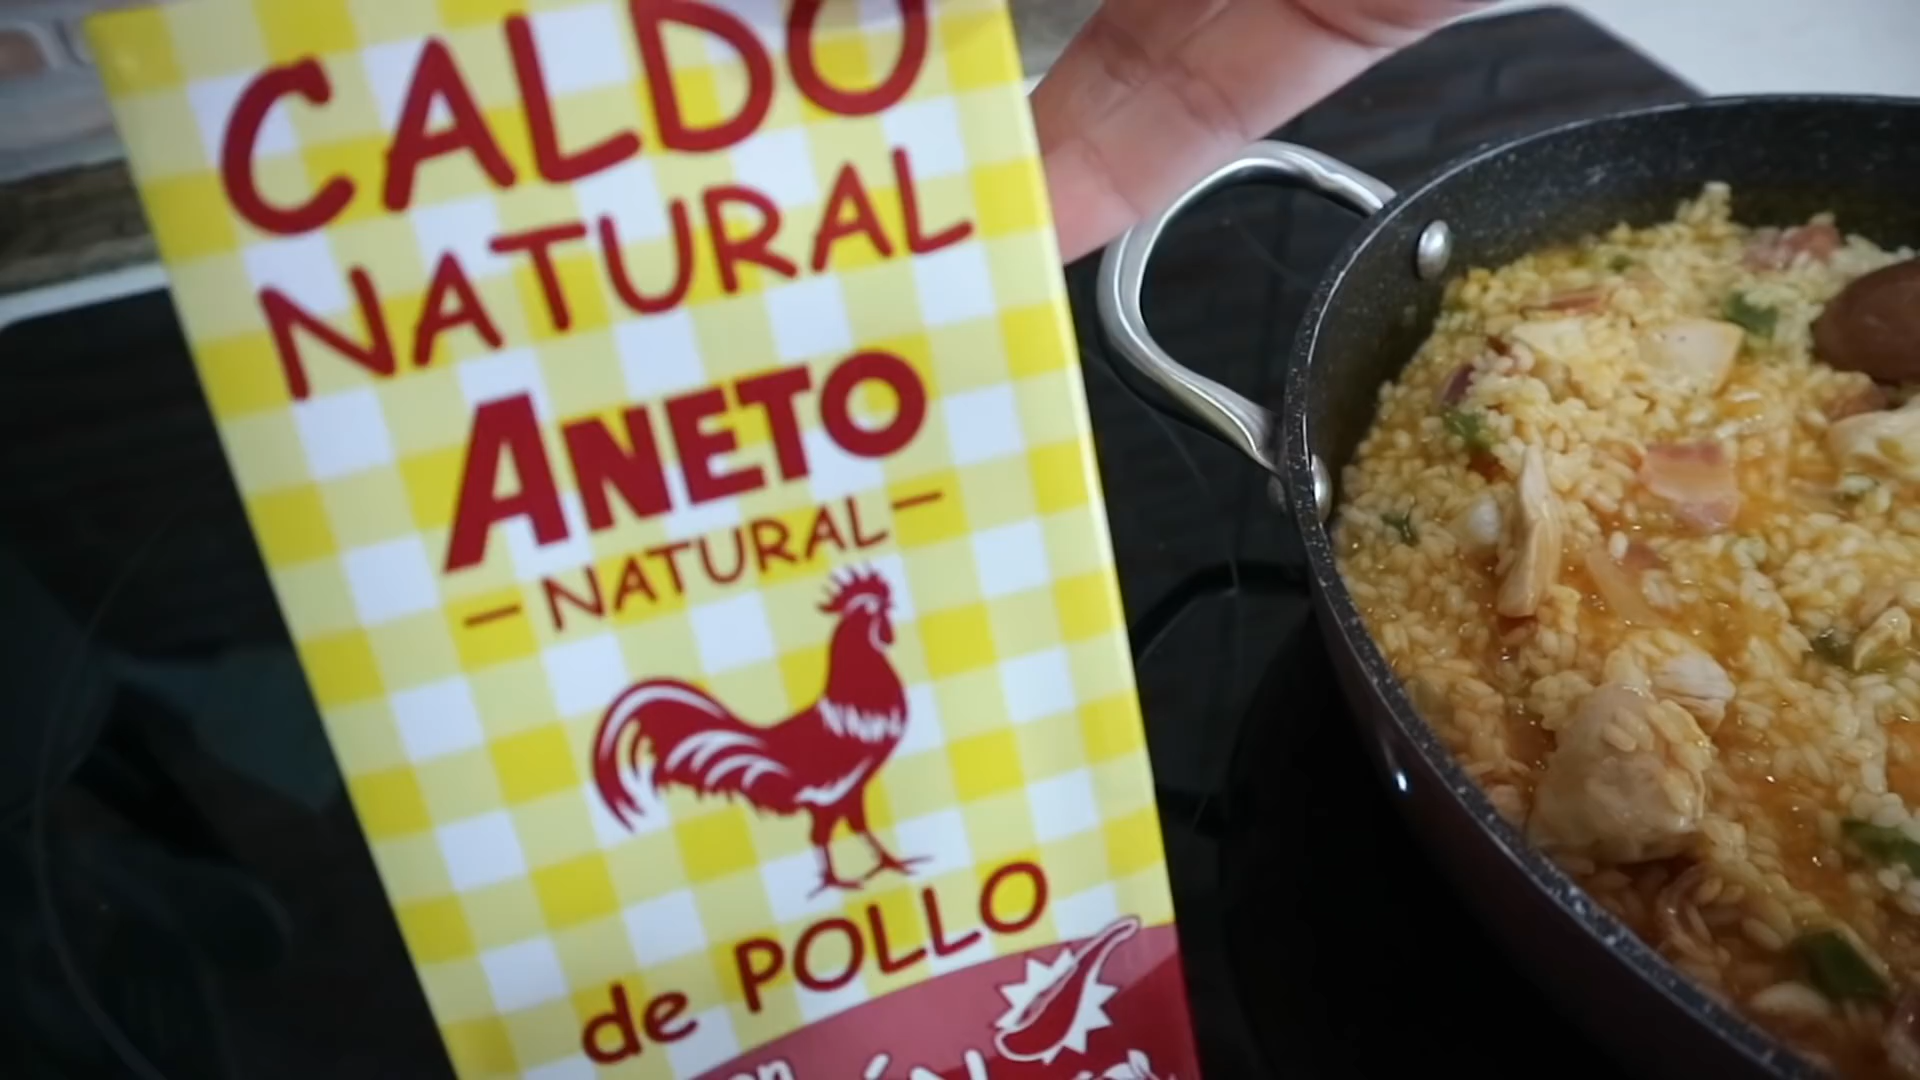 CALDO
NATURAL
ANETO
– NATURAL –
de POLLO